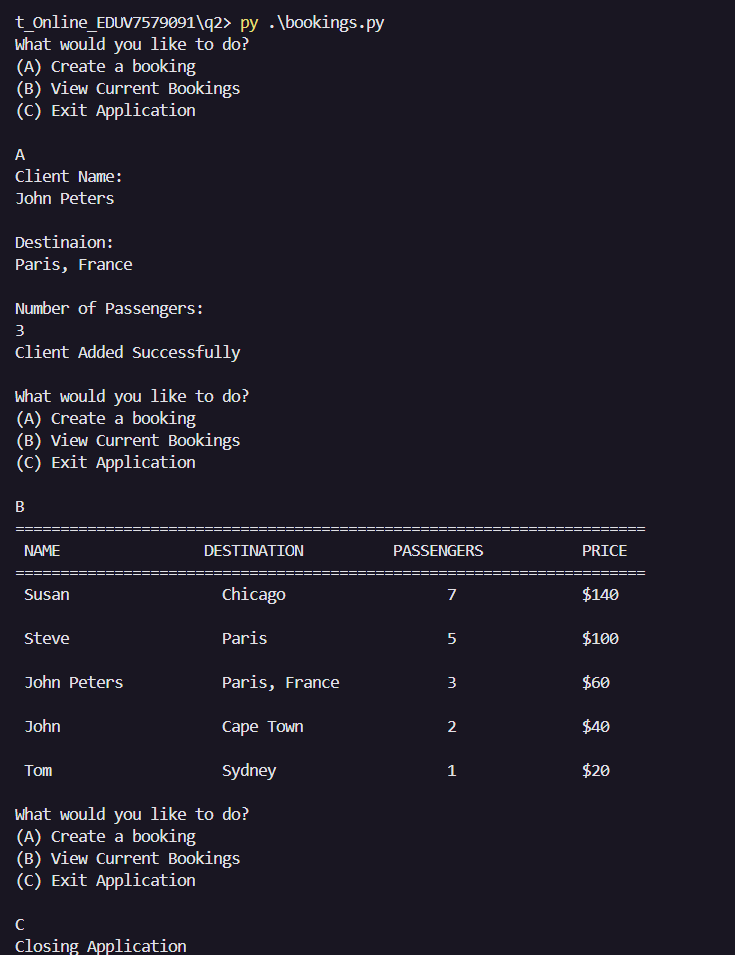 t_Online_EDUV7579091\q2> py .\bookings.py
What would you like to do?
(A) Create a booking
(B) View Current Bookings
(C) Exit Application
A
Client Name:
John Peters
Destinaion:
Paris, France
Number of Passengers:
3
Client Added Successfully
What would you like to do?
(A) Create a booking
(B) View Current Bookings
(C) Exit Application
B
======================================================================
NAME DESTINATION PASSENGERS PRICE
======================================================================
Susan Chicago 7 $140
Steve Paris 5 $100
John Peters Paris, France 3 $60
John Cape Town 2 $40
Tom Sydney 1 $20
What would you like to do?
(A) Create a booking
(B) View Current Bookings
(C) Exit Application
C
Closing Application